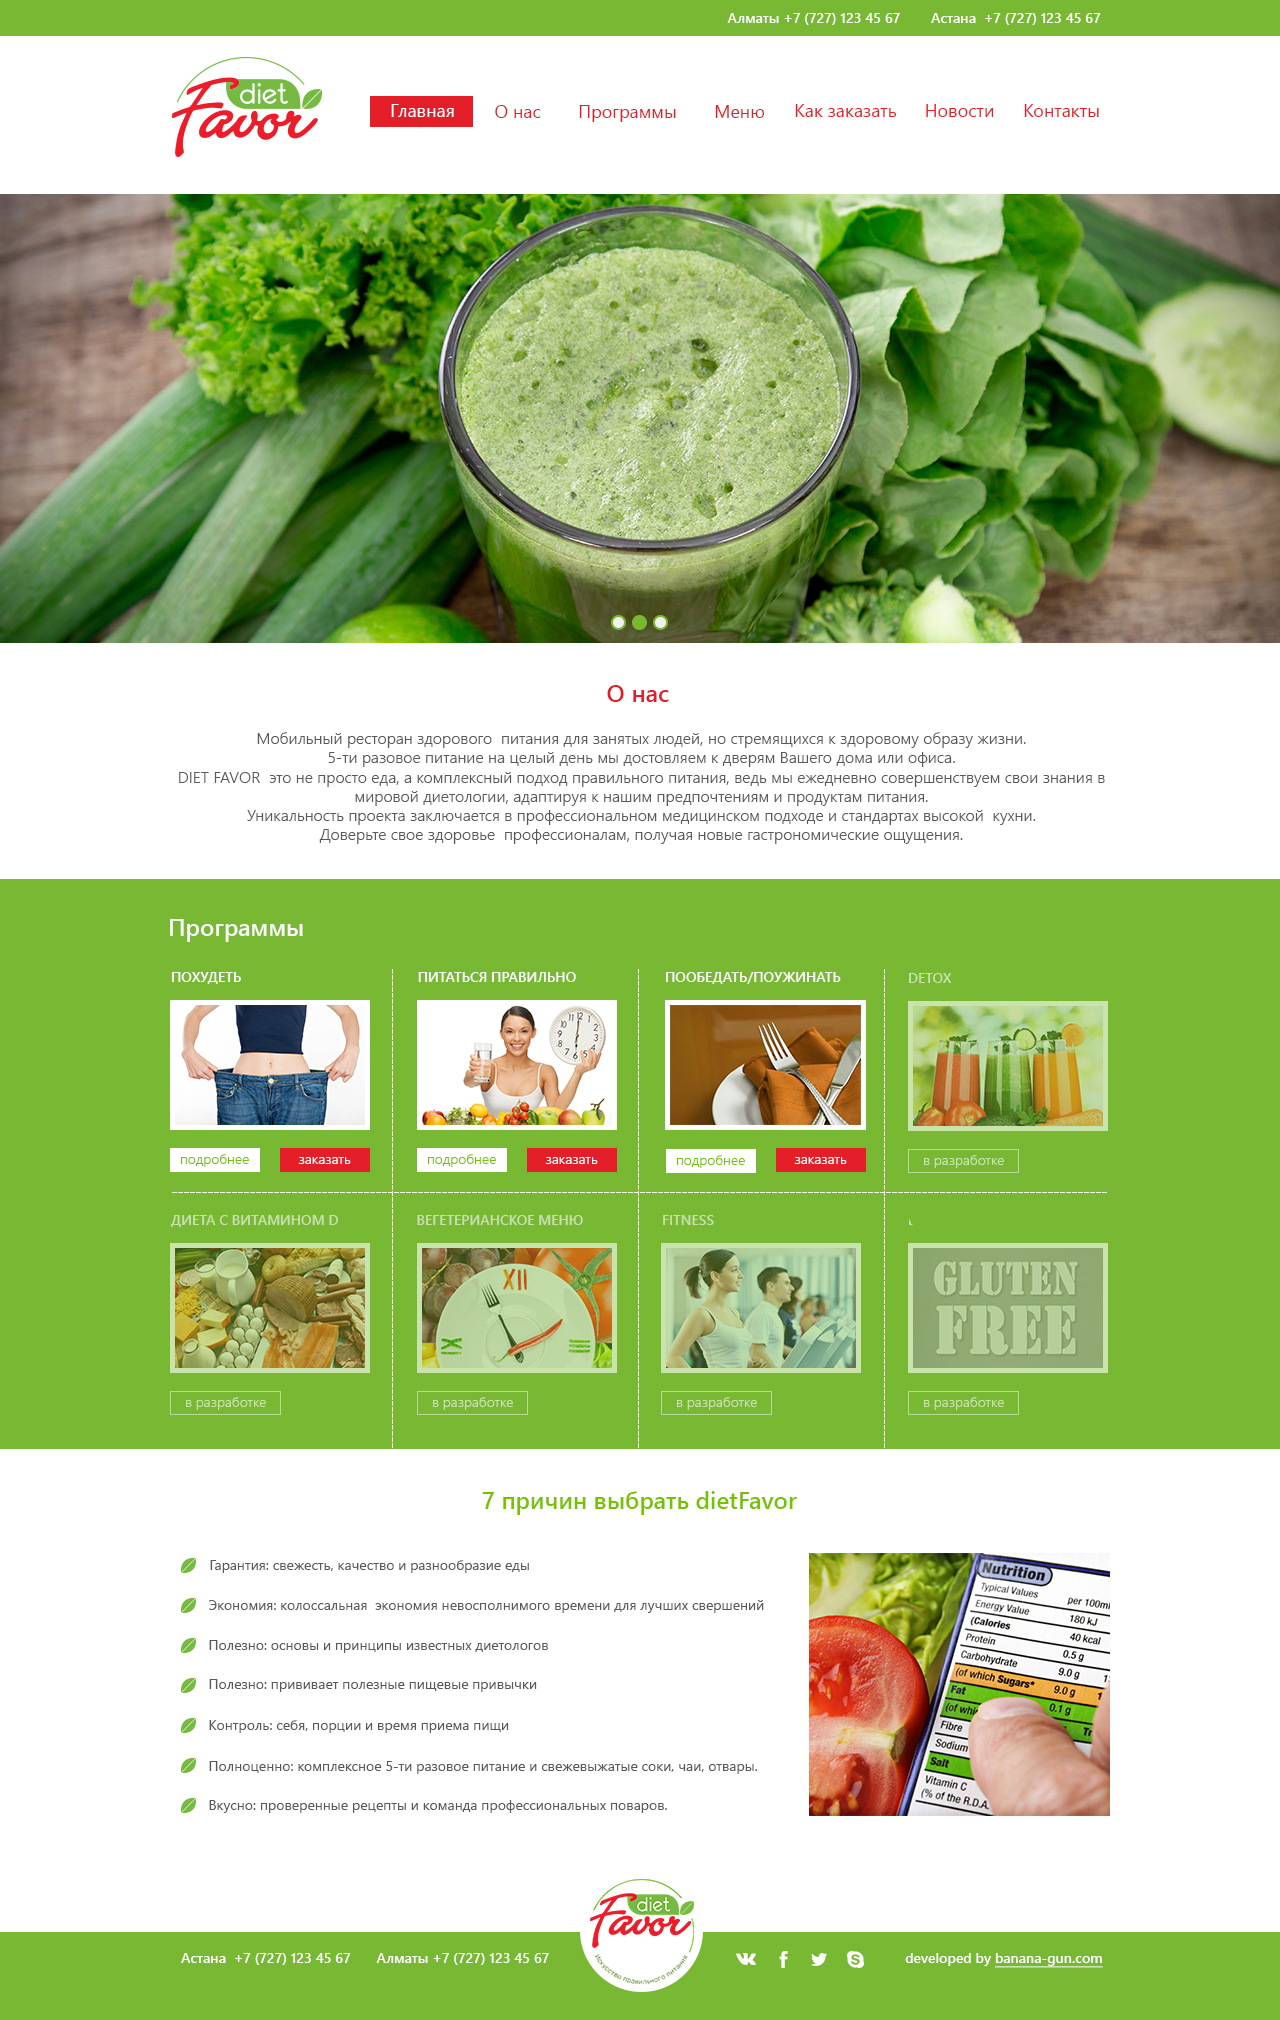 Алматы +7 (727) 123 45 67 Астана +7 (727) 123 45 67
diet
Favor
Главная О нас Программы Меню Как заказать Новости Контакты
О нас
Мобильный ресторан здорового питания для занятых людей, но стремящихся к здоровому образу жизни.
5-ти разовое питание на целый день мы достовляем к дверям Вашего дома или офиса.
DIET FAVOR это не просто еда, а комплексный подход правильного питания, ведь мы ежедневно совершенствуем свои знания в
мировой диетологии, адаптируя к нашим предпочтениям и продуктам питания.
Уникальность проекта заключается в профессиональном медицинском подходе и стандартах высокой кухни.
Доверьте свое здоровье профессионалам, получая новые гастрономические ощущения.
Программы
ПОХУДЕТЬ
ПИТАТЬСЯ ПРАВИЛЬНО
ПООБЕДАТЬ/ПОУЖИНАТЬ
DETOX
подробнее заказать
подробнее заказать
подробнее заказать
в разработке
ДИЕТА С ВИТАМИНОМ D
ВЕГЕТЕРИАНСКОЕ МЕНЮ
FITNESS
XII
GLUTEN
FREE
в разработке
в разработке
в разработке
в разработке
7 причин выбрать dietFavor
Гарантия: свежесть, качество и разнообразие еды
Экономия: колоссальная экономия невосполнимого времени для лучших свершений
Полезно: основы и принципы известных диетологов
Полезно: прививает полезные пищевые привычки
Контроль: себя, порции и время приема пищи
Полноценно: комплексное 5-ти разовое питание и свежевыжатые соки, чаи, отвары.
Вкусно: проверенные рецепты и команда профессиональных поваров.
Nutrition
Typical Values per 100ml
Energy Value 180 kJ
(Calories 40 kcal
Protein 0.5 g
Carbohydrate 9.0 g
(of which Sugars* 9.0 g
Fat 0.1 g
(of whi
Fibre
Sodium
Salt
Vitamin C
(% of the R.D.A.
diet
Favor
Искусство правильного питания
Астана +7 (727) 123 45 67 Алматы +7 (727) 123 45 67
developed by banana-gun.com